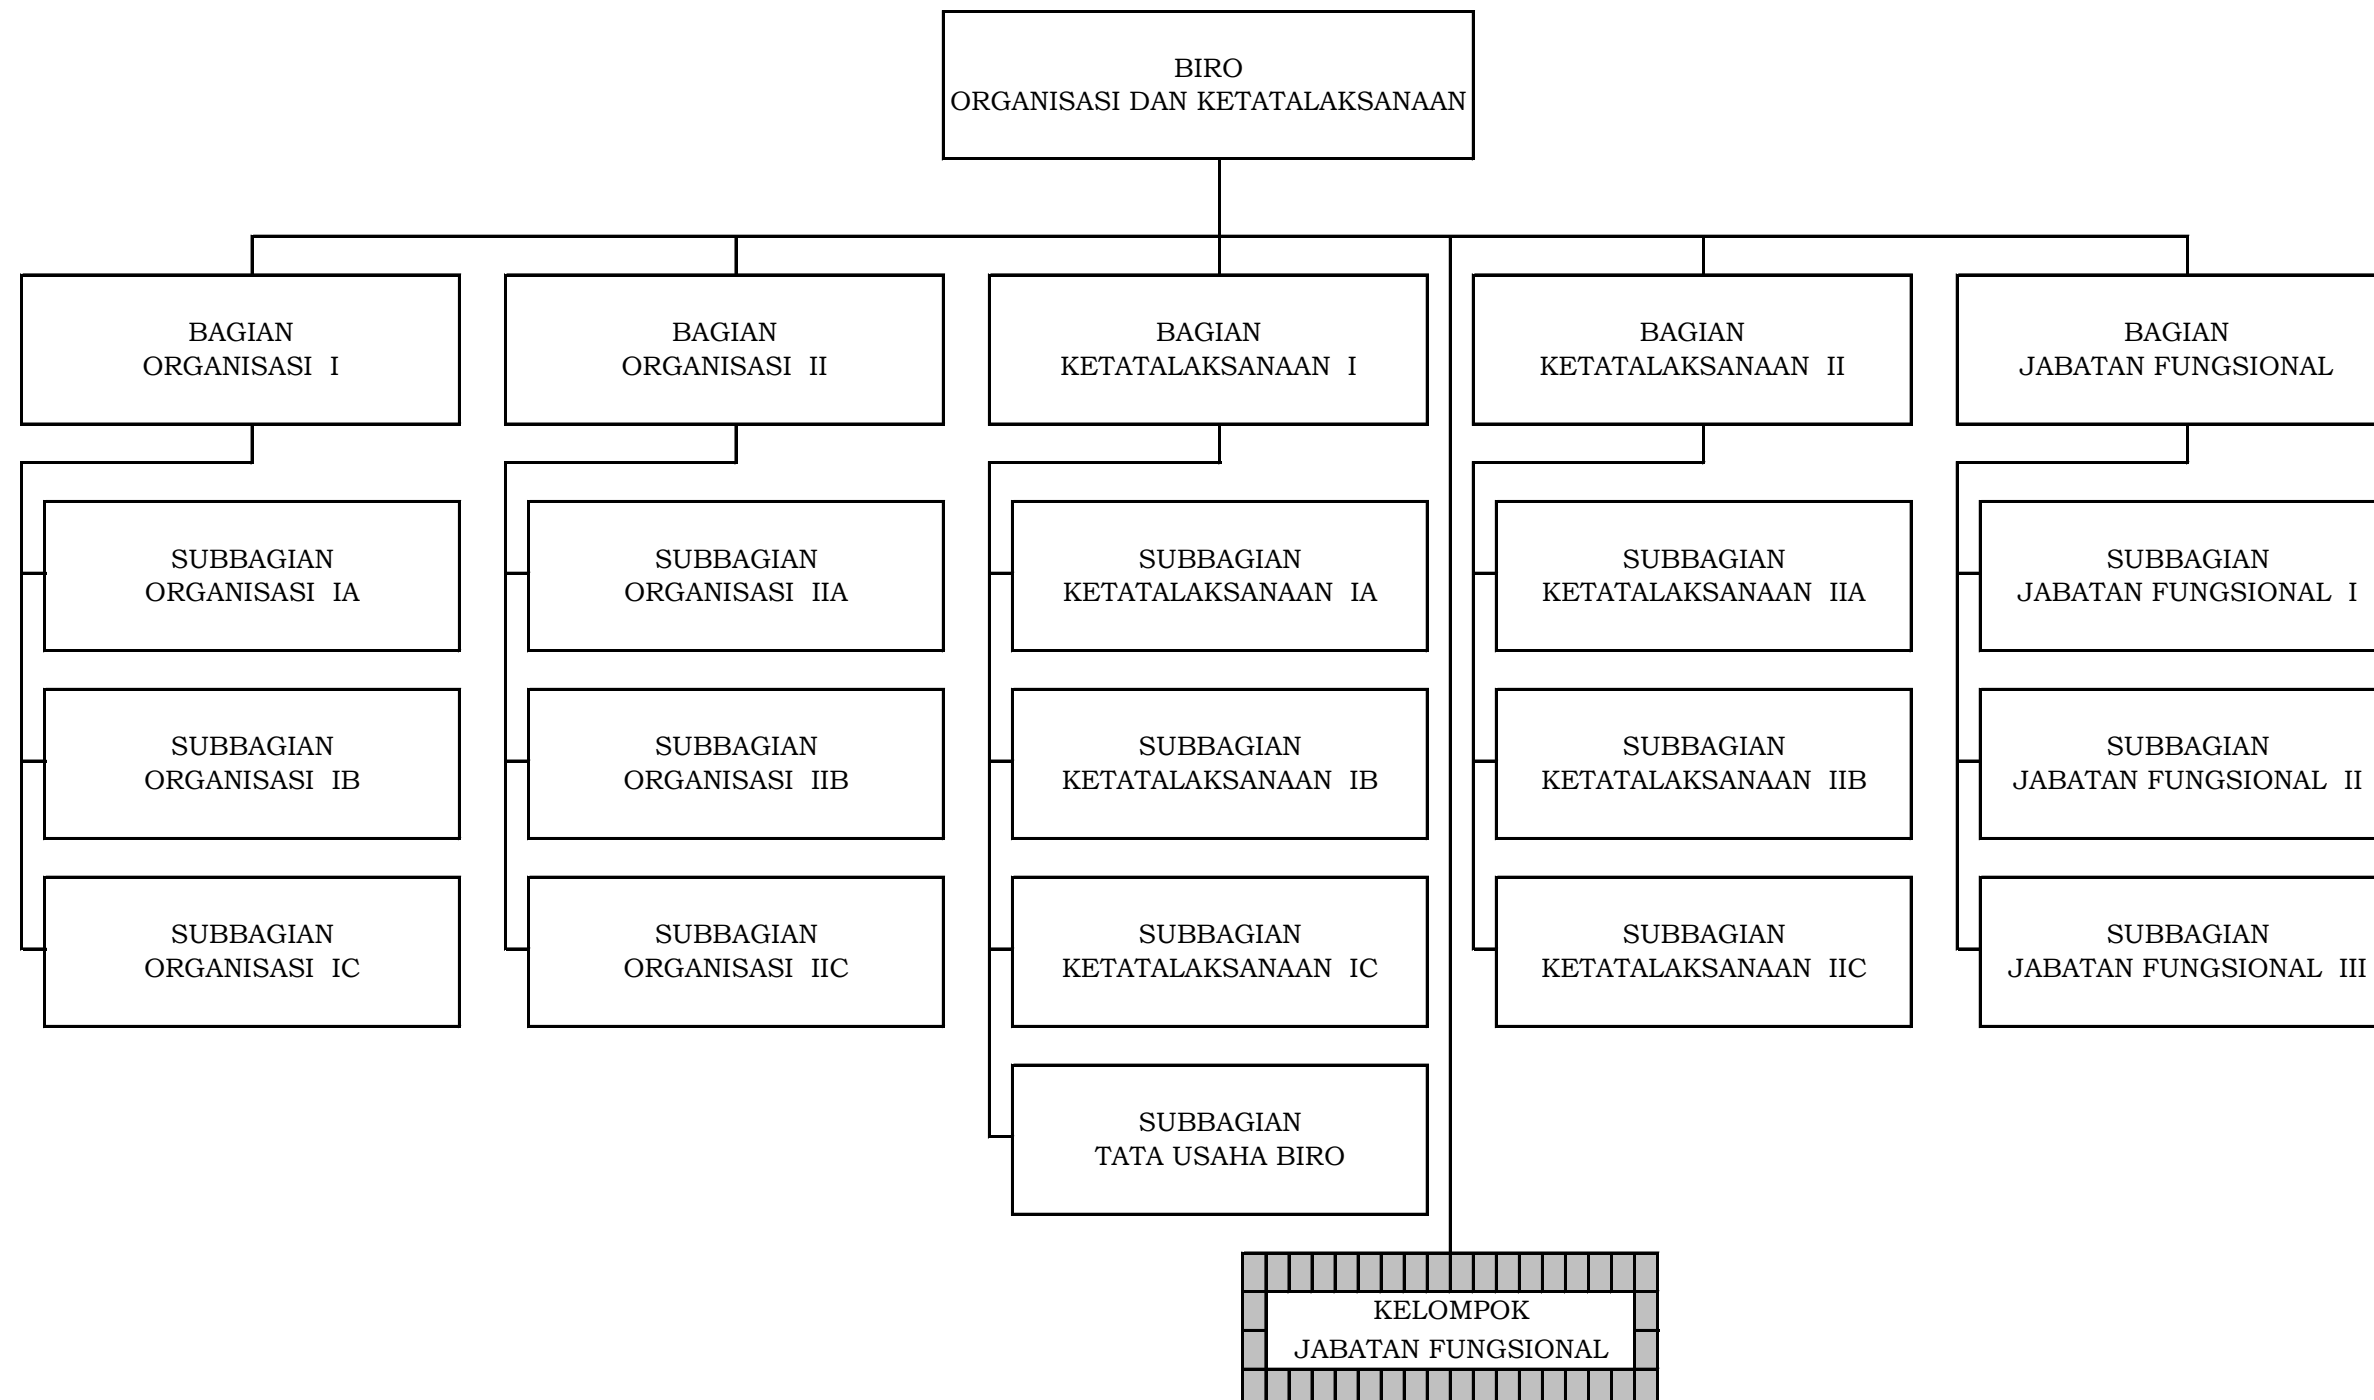 BIRO
ORGANISASI DAN KETATALAKSANAAN
BAGIAN
ORGANISASI I
BAGIAN
ORGANISASI II
BAGIAN
KETATALAKSANAAN I
BAGIAN
KETATALAKSANAAN II
BAGIAN
JABATAN FUNGSIONAL
SUBBAGIAN
ORGANISASI IA
SUBBAGIAN
ORGANISASI IIA
SUBBAGIAN
KETATALAKSANAAN IA
SUBBAGIAN
KETATALAKSANAAN IIA
SUBBAGIAN
JABATAN FUNGSIONAL I
SUBBAGIAN
ORGANISASI IB
SUBBAGIAN
ORGANISASI IIB
SUBBAGIAN
KETATALAKSANAAN IB
SUBBAGIAN
KETATALAKSANAAN IIB
SUBBAGIAN
JABATAN FUNGSIONAL II
SUBBAGIAN
ORGANISASI IC
SUBBAGIAN
ORGANISASI IIC
SUBBAGIAN
KETATALAKSANAAN IC
SUBBAGIAN
KETATALAKSANAAN IIC
SUBBAGIAN
JABATAN FUNGSIONAL III
SUBBAGIAN
TATA USAHA BIRO
KELOMPOK
JABATAN FUNGSIONAL